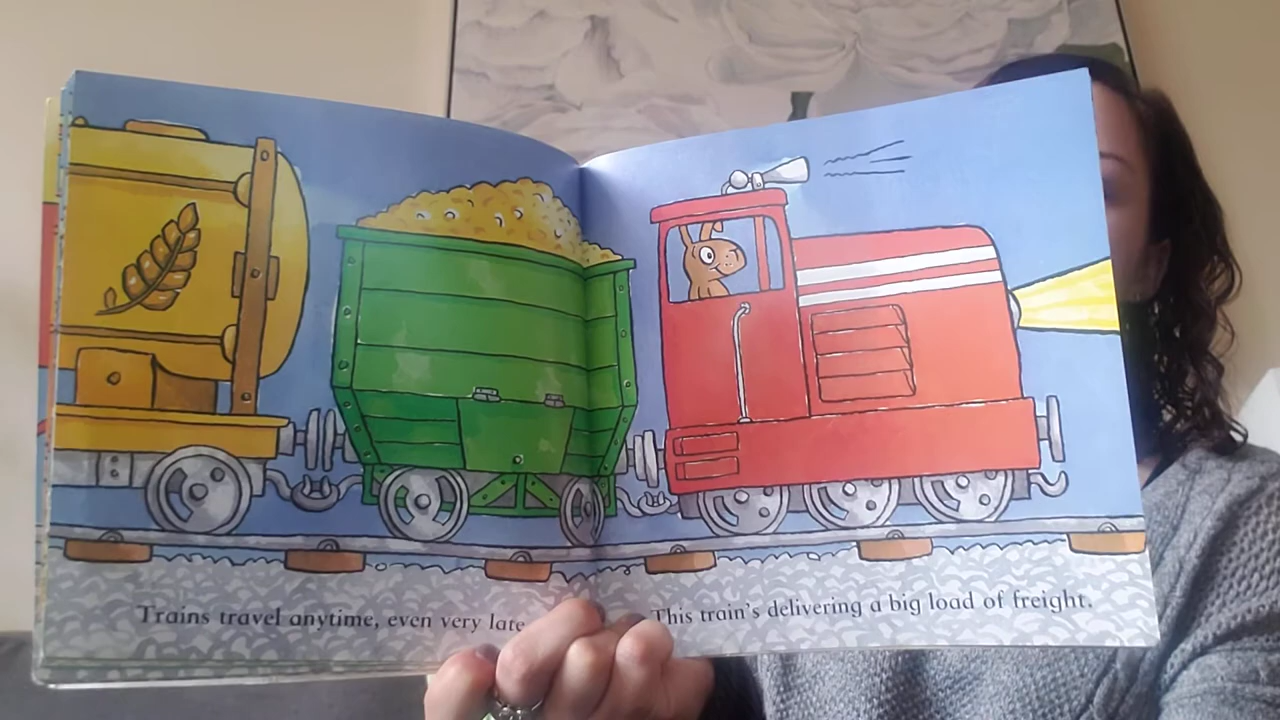 Trains travel anytime, even very late
This train's delivering a big load of freight.